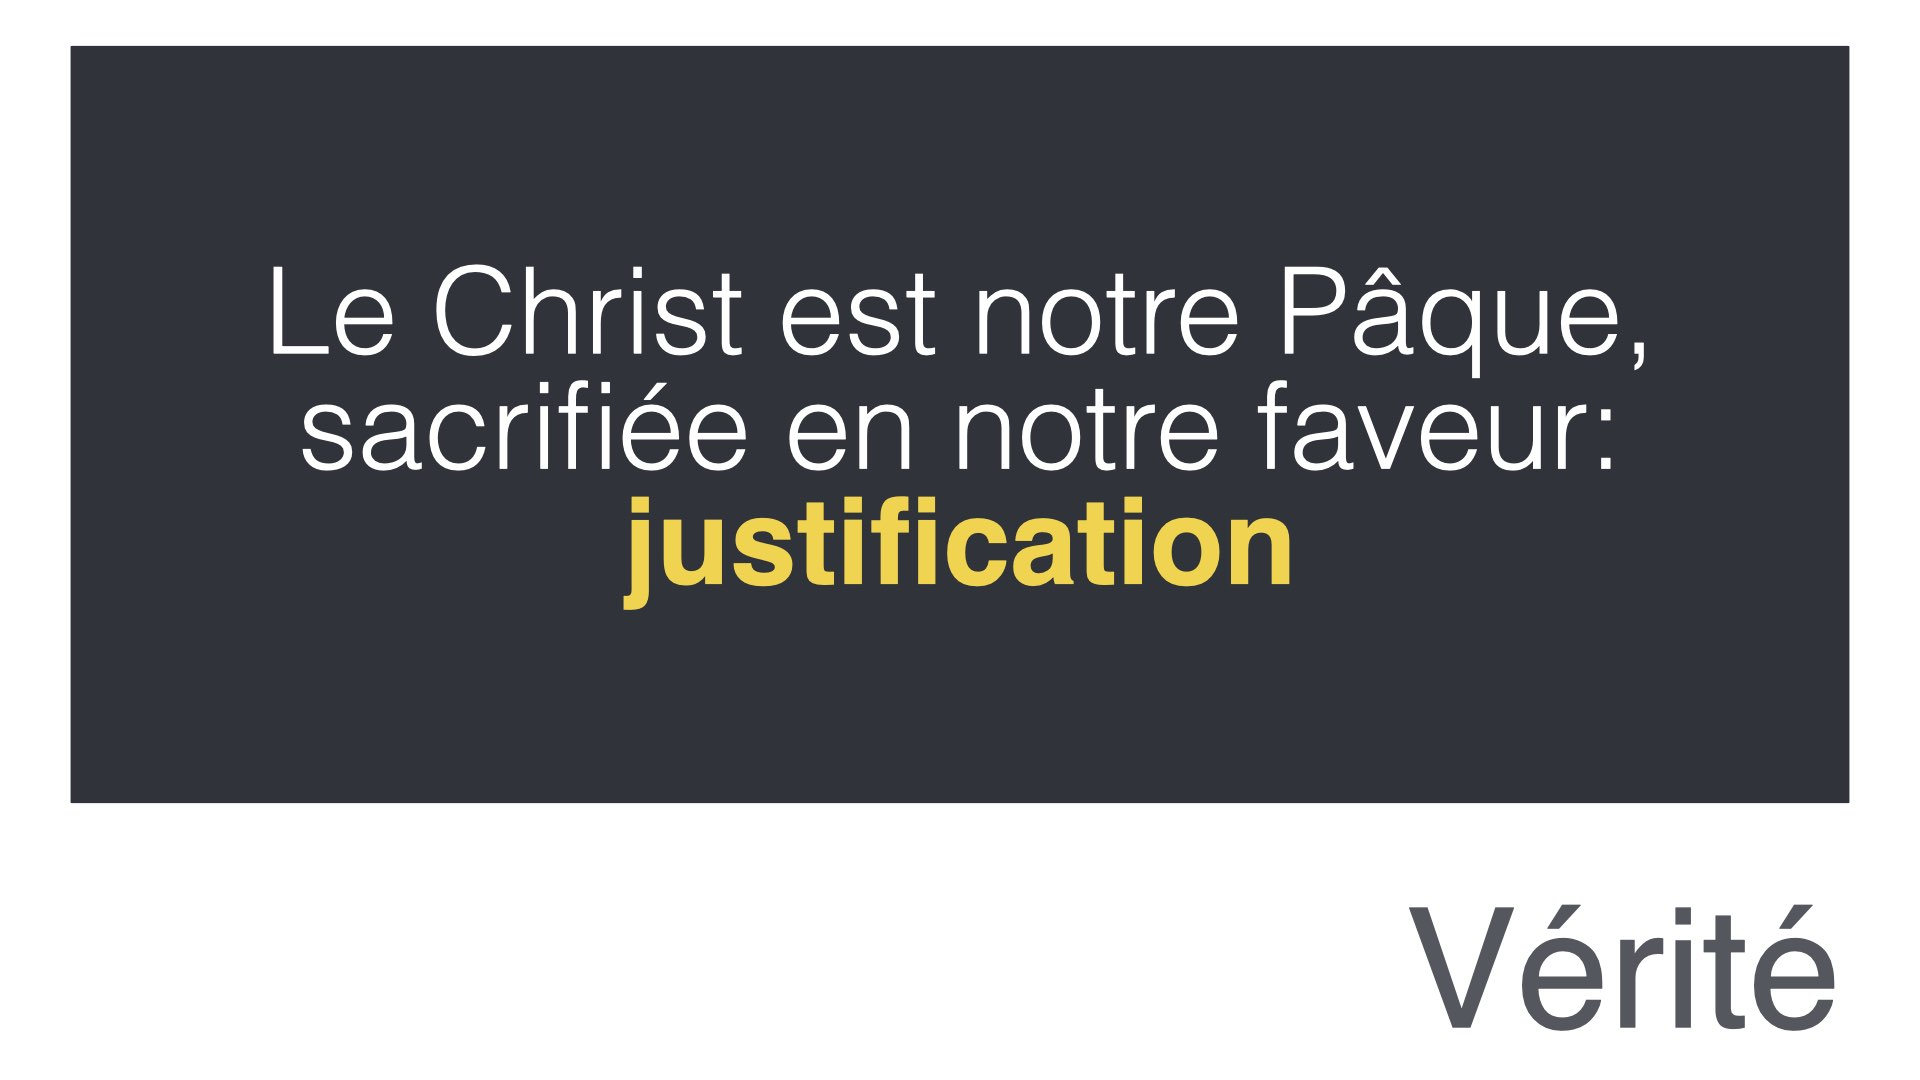 Le Christ est notre Pâque,
sacrifiée en notre faveur:
justification
Vérité